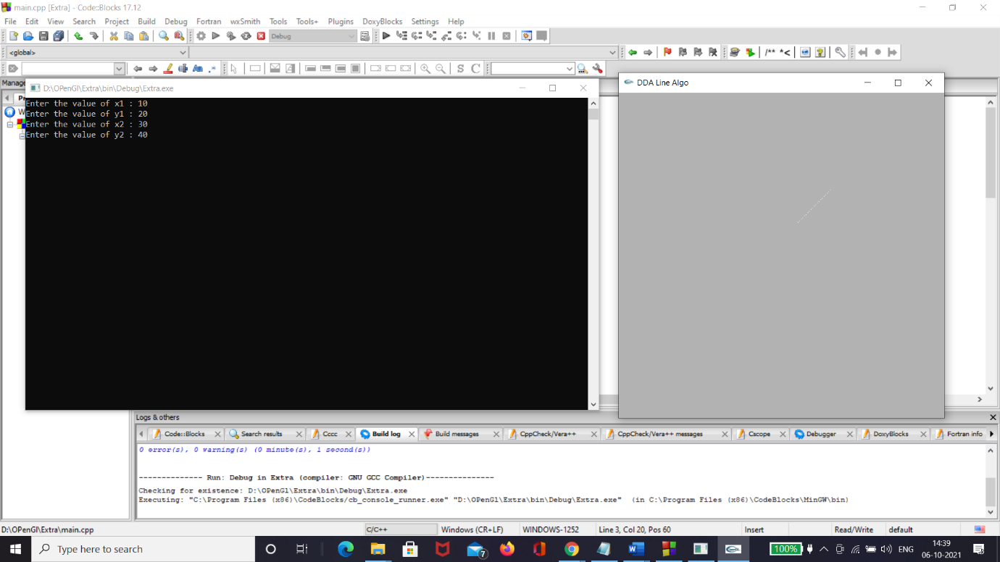 main.cpp [Extra] - Code::Blocks 17.12
File Edit View Search Project Build Debug Fortran wxSmith Tools Tools+ Plugins DoxyBlocks Settings Help
Debug
<global>
/** *<
Aa .*
S C
D:\OPenGl\Extra\bin\Debug\Extra.exe
DDA Line Algo
Enter the value of x1 : 10
Enter the value of y1 : 20
Enter the value of x2 : 30
Enter the value of y2 : 40
Logs & others
Code::Blocks Search results Cccc Build log Build messages CppCheck/Vera++ CppCheck/Vera++ messages Cscope Debugger DoxyBlocks Fortran info
0 error(s), 0 warning(s) (0 minute(s), 1 second(s))
-------------- Run: Debug in Extra (compiler: GNU GCC Compiler)---------------
Checking for existence: D:\OPenGl\Extra\bin\Debug\Extra.exe
Executing: "C:\Program Files (x86)\CodeBlocks/cb_console_runner.exe" "D:\OPenGl\Extra\bin\Debug\Extra.exe"  (in C:\Program Files (x86)\CodeBlocks\MinGW\bin)
D:\OPenGl\Extra\main.cpp C/C++ Windows (CR+LF) WINDOWS-1252 Line 3, Col 20, Pos 60 Insert Read/Write default
Type here to search
7
100%
ENG
14:39
06-10-2021